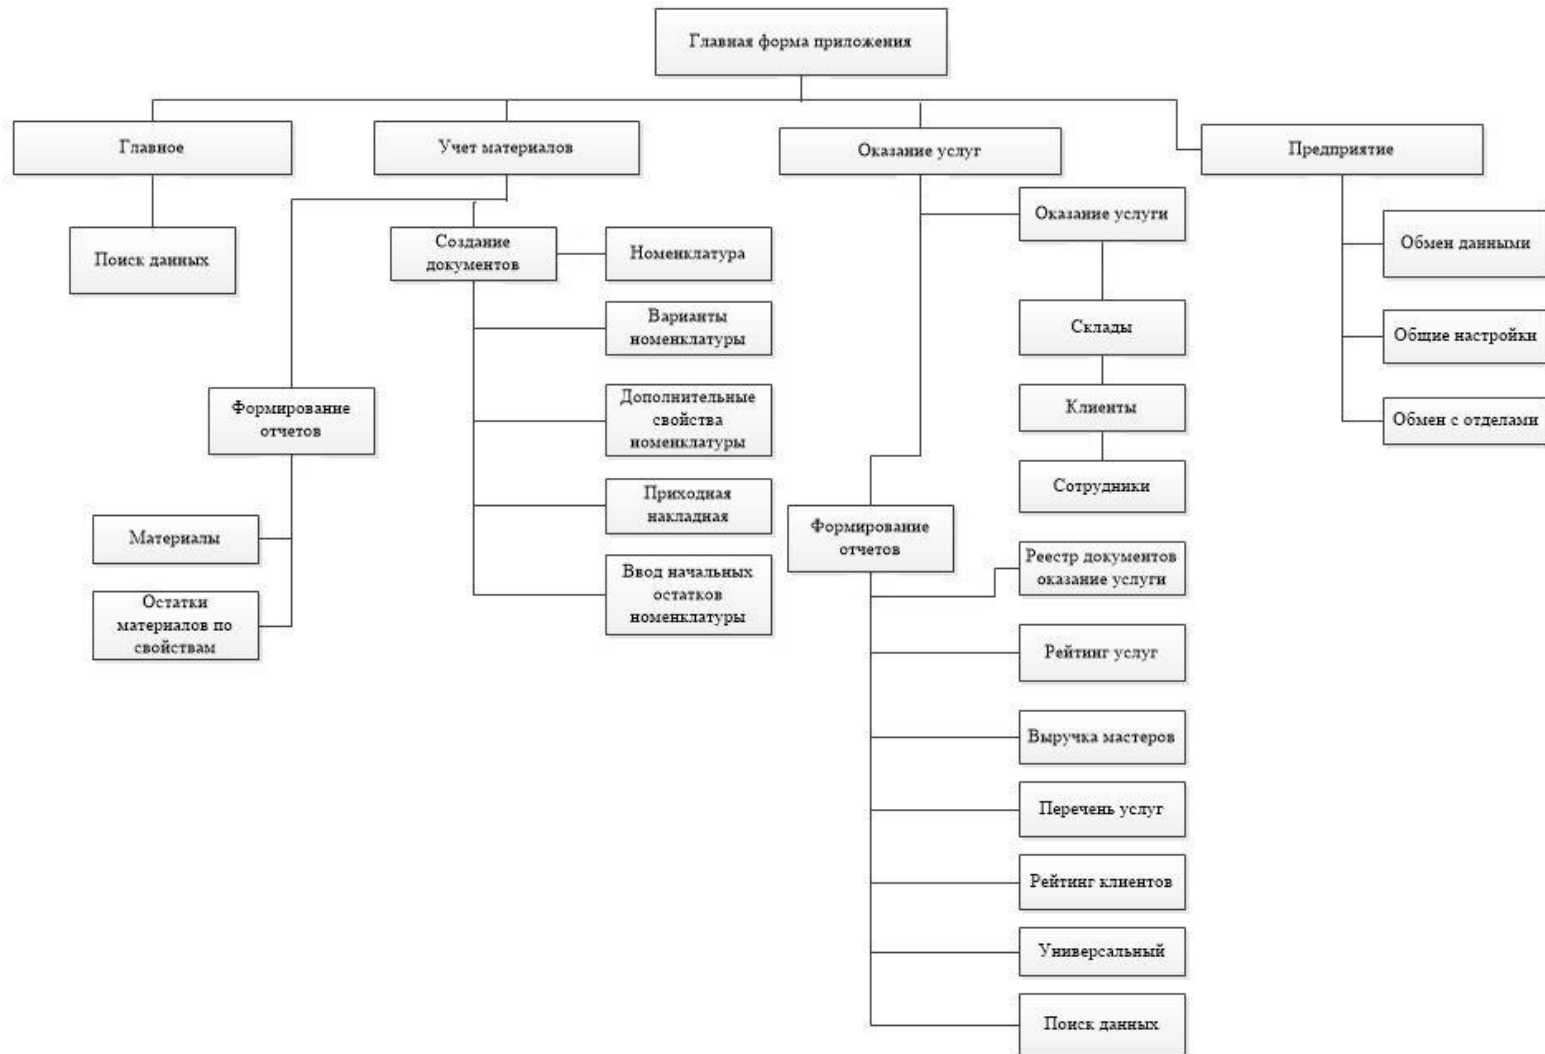 Главная форма приложения
Главное
Учет материалов
Оказание услуг
Предприятие
Поиск данных
Создание
документов
Номенклатура
Варианты
номенклатуры
Дополнительные
свойства
номенклатуры
Приходная
накладная
Ввод начальных
остатков
номенклатуры
Формирование
отчетов
Материалы
Остатки
материалов по
свойствам
Оказание услуги
Склады
Клиенты
Сотрудники
Формирование
отчетов
Реестр документов
оказание услуги
Рейтинг услуг
Выручка мастеров
Перечень услуг
Рейтинг клиентов
Универсальный
Поиск данных
Обмен данными
Общие настройки
Обмен с отделами